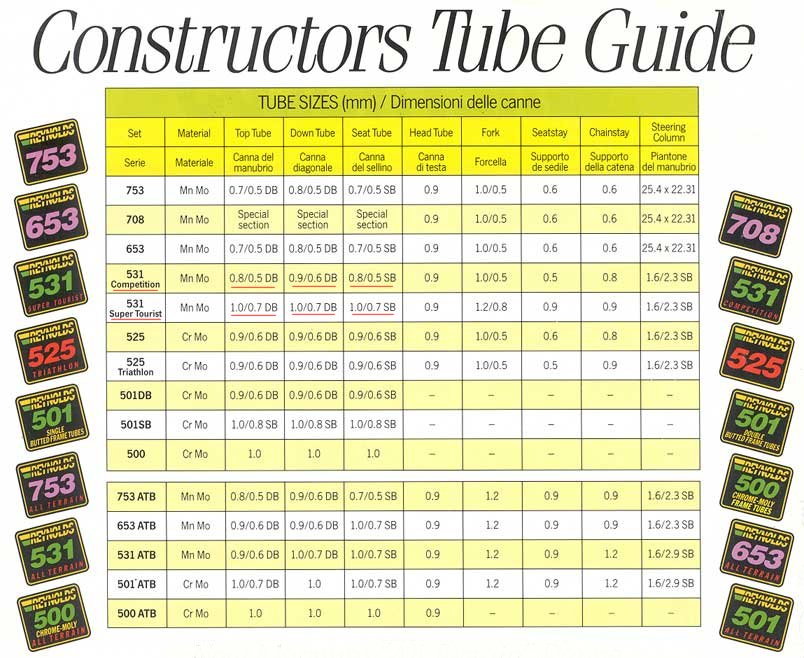 Constructors Tube Guide
TUBE SIZES (mm) / Dimensioni delle canne
Set Material Top Tube Down Tube Seat Tube Head Tube Fork Seatstay Chainstay Steering Column
Serie Materiale Canna del manubrio Canna diagonale Canna del sellino Canna di testa Forcella Supporto de sedile Supporto della catena Piantone del manubrio
753 Mn Mo 0.7/0.5 DB 0.8/0.5 DB 0.7/0.5 SB 0.9 1.0/0.5 0.6 0.6 25.4 x 22.31
708 Mn Mo Special section Special section Special section 0.9 1.0/0.5 0.6 0.6 25.4 x 22.31
653 Mn Mo 0.7/0.5 DB 0.8/0.5 DB 0.7/0.5 SB 0.9 1.0/0.5 0.6 0.6 25.4 x 22.31
531 Competition Mn Mo 0.8/0.5 DB 0.9/0.6 DB 0.8/0.5 SB 0.9 1.0/0.5 0.5 0.8 1.6/2.3 SB
531 Super Tourist Mn Mo 1.0/0.7 DB 1.0/0.7 DB 1.0/0.7 SB 0.9 1.2/0.8 0.9 0.9 1.6/2.3 SB
525 Cr Mo 0.9/0.6 DB 0.9/0.6 DB 0.9/0.6 SB 0.9 1.0/0.5 0.6 0.8 1.6/2.3 SB
525 Triathlon Cr Mo 0.9/0.6 DB 0.9/0.6 DB 0.9/0.6 SB 0.9 1.0/0.5 0.5 0.9 1.6/2.3 SB
501DB Cr Mo 0.9/0.6 DB 0.9/0.6 DB 0.9/0.6 SB – – – – –
501SB Cr Mo 1.0/0.8 SB 1.0/0.8 SB 1.0/0.8 SB – – – – –
500 Cr Mo 1.0 1.0 1.0 – – – – –
753 ATB Mn Mo 0.8/0.5 DB 0.9/0.6 DB 0.7/0.5 SB 0.9 1.2 0.9 0.9 1.6/2.3 SB
653 ATB Mn Mo 0.9/0.6 DB 0.9/0.6 DB 1.0/0.7 SB 0.9 1.2 0.9 0.9 1.6/2.3 SB
531 ATB Mn Mo 0.9/0.6 DB 1.0/0.7 DB 1.0/0.7 SB 0.9 1.2 0.9 1.2 1.6/2.9 SB
501 ATB Cr Mo 1.0/0.7 DB 1.0 1.0/0.7 SB 0.9 1.2 0.9 1.2 1.6/2.9 SB
500 ATB Cr Mo 1.0 1.0 1.0 0.9 – – – –
REYNOLDS
753
REYNOLDS
653
REYNOLDS
531
SUPER TOURIST
REYNOLDS
525
TRIATHLON
REYNOLDS
501
SINGLE
BUTTED FRAME TUBES
REYNOLDS
753
ALL TERRAIN
REYNOLDS
531
ALL TERRAIN
REYNOLDS
500
CHROME-MOLY
ALL TERRAIN
REYNOLDS
708
REYNOLDS
531
COMPETITION
REYNOLDS
525
REYNOLDS
501
DOUBLE
BUTTED FRAME TUBES
REYNOLDS
500
CHROME-MOLY
FRAME TUBES
REYNOLDS
653
ALL TERRAIN
REYNOLDS
501
ALL TERRAIN